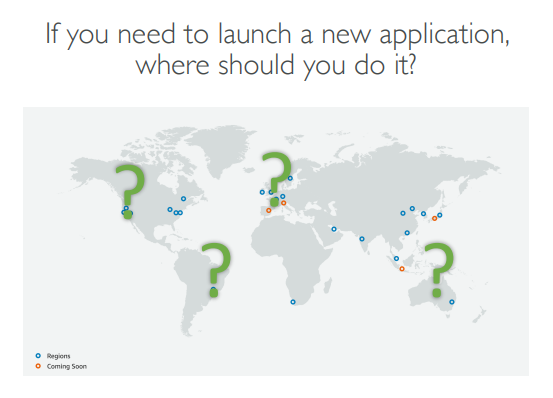 If you need to launch a new application,
where should you do it?
?
?
?
?
Regions
Coming Soon